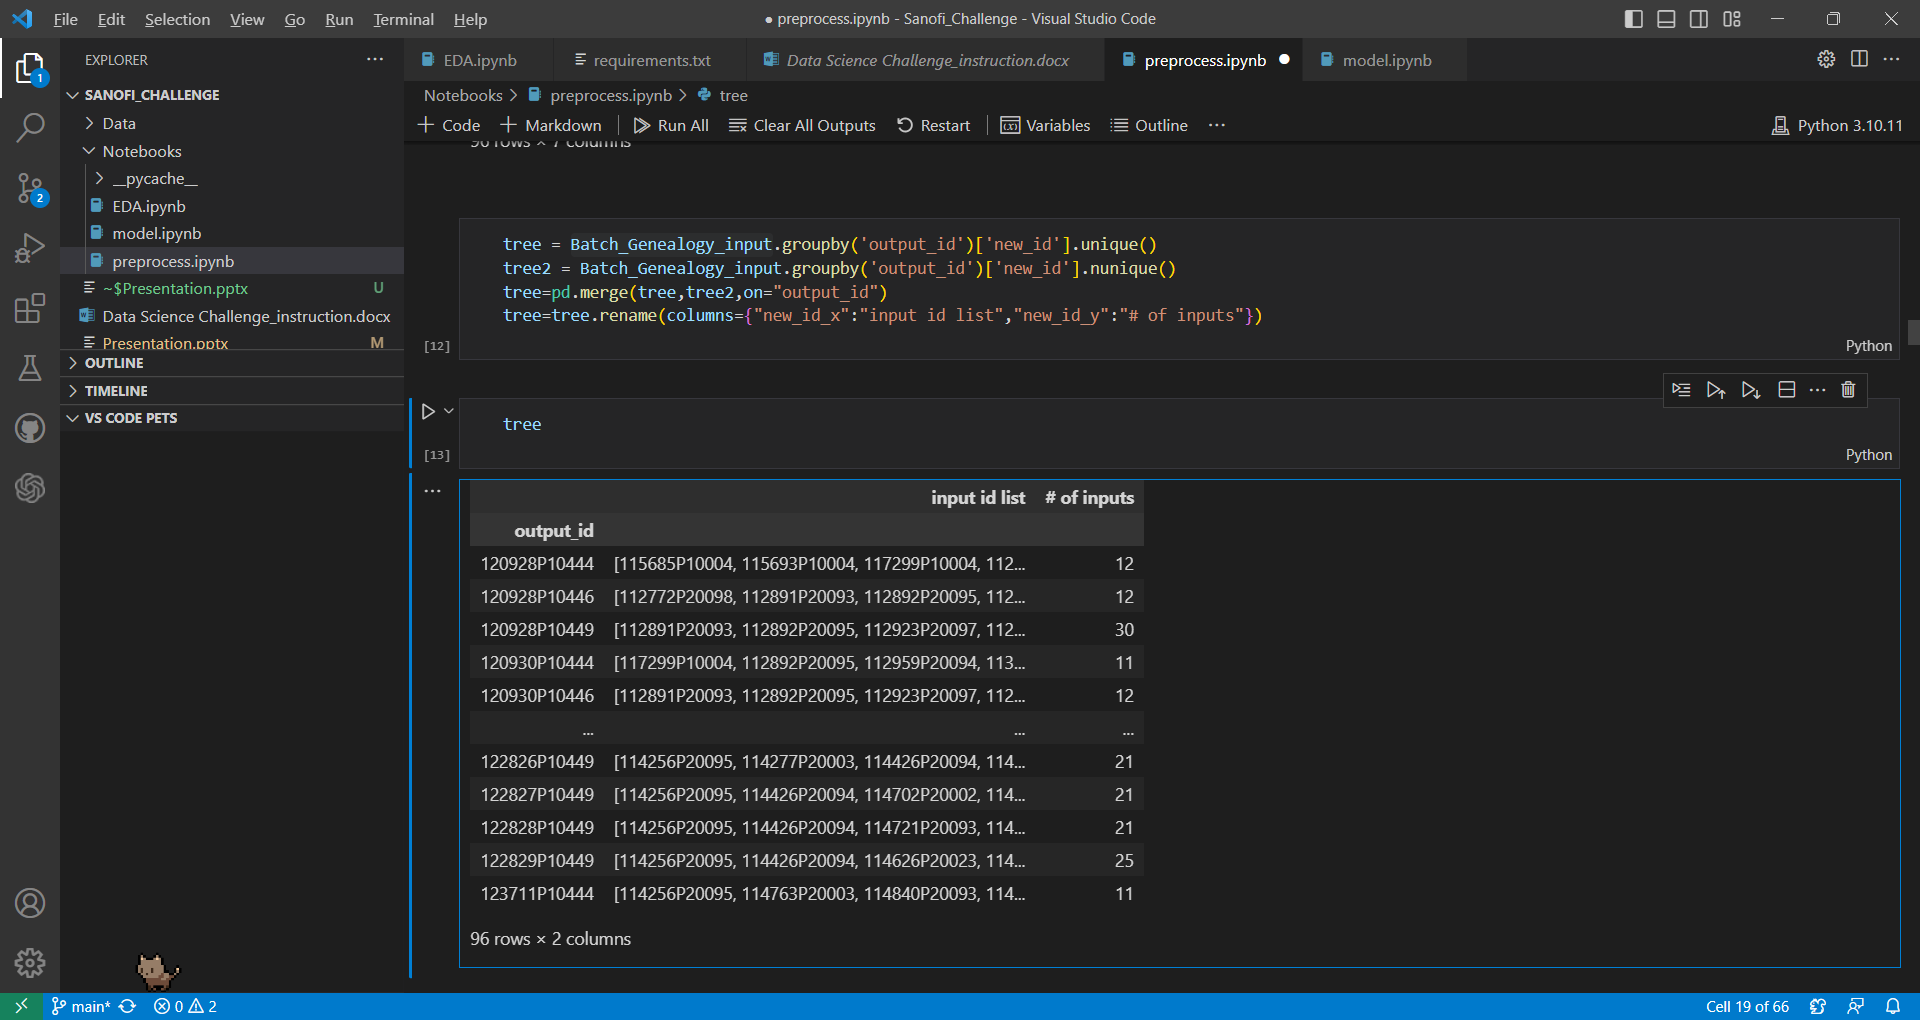 File Edit Selection View Go Run Terminal Help
● preprocess.ipynb - Sanofi_Challenge - Visual Studio Code
EXPLORER
SANOFI_CHALLENGE
Data
Notebooks
__pycache__
EDA.ipynb
model.ipynb
preprocess.ipynb
~$Presentation.pptx U
Data Science Challenge_instruction.docx
Presentation.pptx M
OUTLINE
TIMELINE
VS CODE PETS
1
2
EDA.ipynb requirements.txt Data Science Challenge_instruction.docx preprocess.ipynb model.ipynb
Notebooks > preprocess.ipynb > tree
+ Code + Markdown Run All Clear All Outputs Restart Variables Outline ... Python 3.10.11
96 rows × 7 columns
tree = Batch_Genealogy_input.groupby('output_id')['new_id'].unique()
tree2 = Batch_Genealogy_input.groupby('output_id')['new_id'].nunique()
tree=pd.merge(tree,tree2,on="output_id")
tree=tree.rename(columns={"new_id_x":"input id list","new_id_y":"# of inputs"})
[12] Python
tree
[13] Python
input id list # of inputs
output_id
120928P10444 [115685P10004, 115693P10004, 117299P10004, 112... 12
120928P10446 [112772P20098, 112891P20093, 112892P20095, 112... 12
120928P10449 [112891P20093, 112892P20095, 112923P20097, 112... 30
120930P10444 [117299P10004, 112892P20095, 112959P20094, 113... 11
120930P10446 [112891P20093, 112892P20095, 112923P20097, 112... 12
... ... ...
122826P10449 [114256P20095, 114277P20003, 114426P20094, 114... 21
122827P10449 [114256P20095, 114426P20094, 114702P20002, 114... 21
122828P10449 [114256P20095, 114426P20094, 114721P20093, 114... 21
122829P10449 [114256P20095, 114426P20094, 114626P20023, 114... 25
123711P10444 [114256P20095, 114763P20003, 114840P20093, 114... 11
96 rows × 2 columns
main* 0 2 Cell 19 of 66